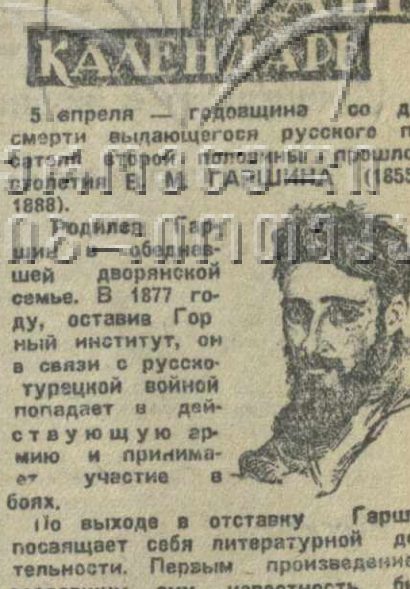 КАЛЕНДАРЬ
5 апреля — годовщина со д
смерти выдающегося русского п
сателя второй половины прошло
столетия В. М. ГАРШИНА (1855
1888).
Родился Гар-
шин в обеднев-
шей дворянской
семье. В 1877 го-
ду, оставив Гор
ный институт, он
в связи с русско-
турецкой войной
попадает в дей-
ствующую ар-
мию и принима-
ет участие в
боях.
По выходе в отставку Гарш
посвящает себя литературной де
тельности. Первым произведение
известность